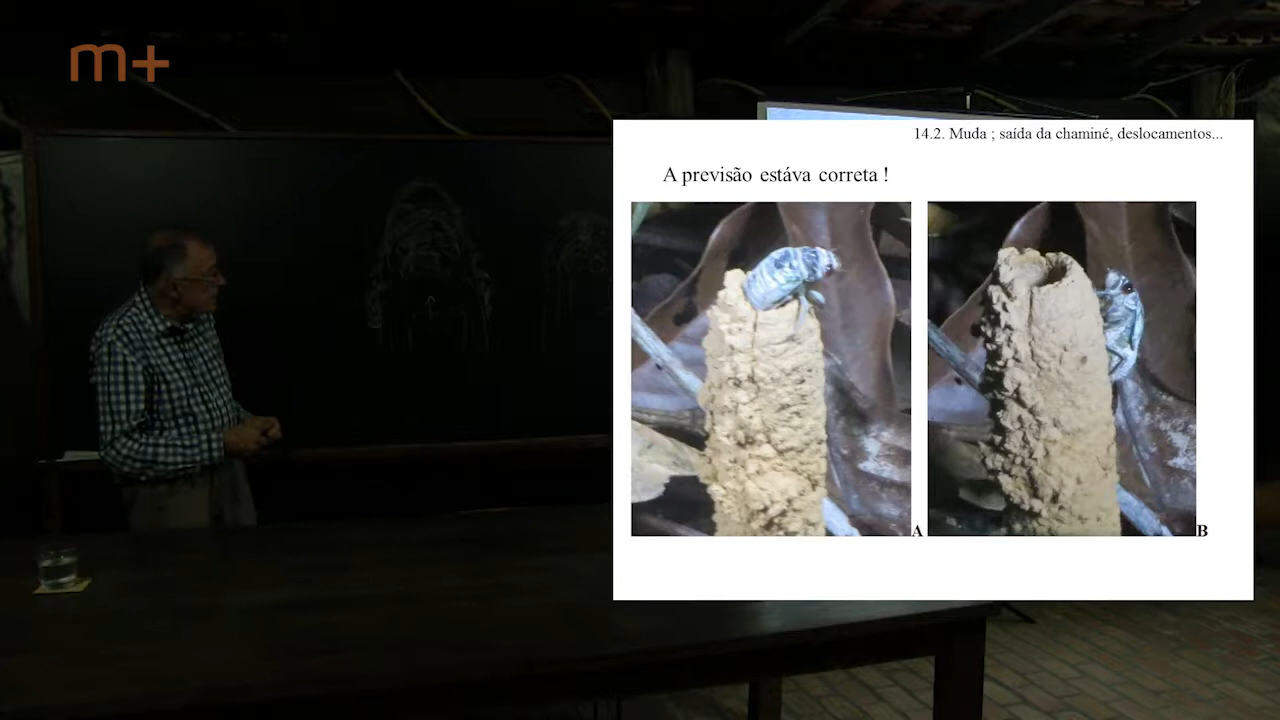 m+
14.2. Muda ; saída da chaminé, deslocamentos...
A previsão estáva correta !
A
B